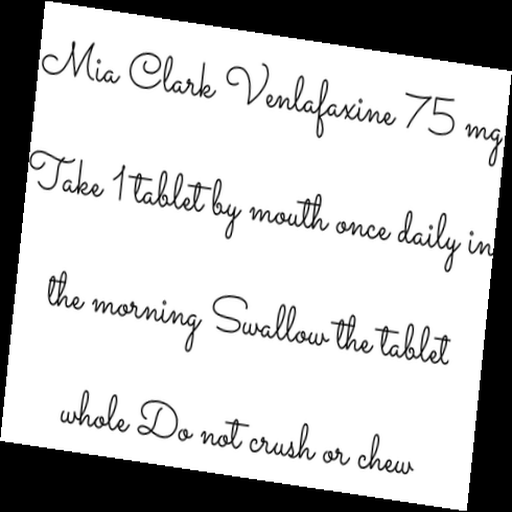 Mia Clark Venlafaxine 75 mg
Take 1 tablet by mouth once daily in
the morning Swallow the tablet
whole Do not crush or chew